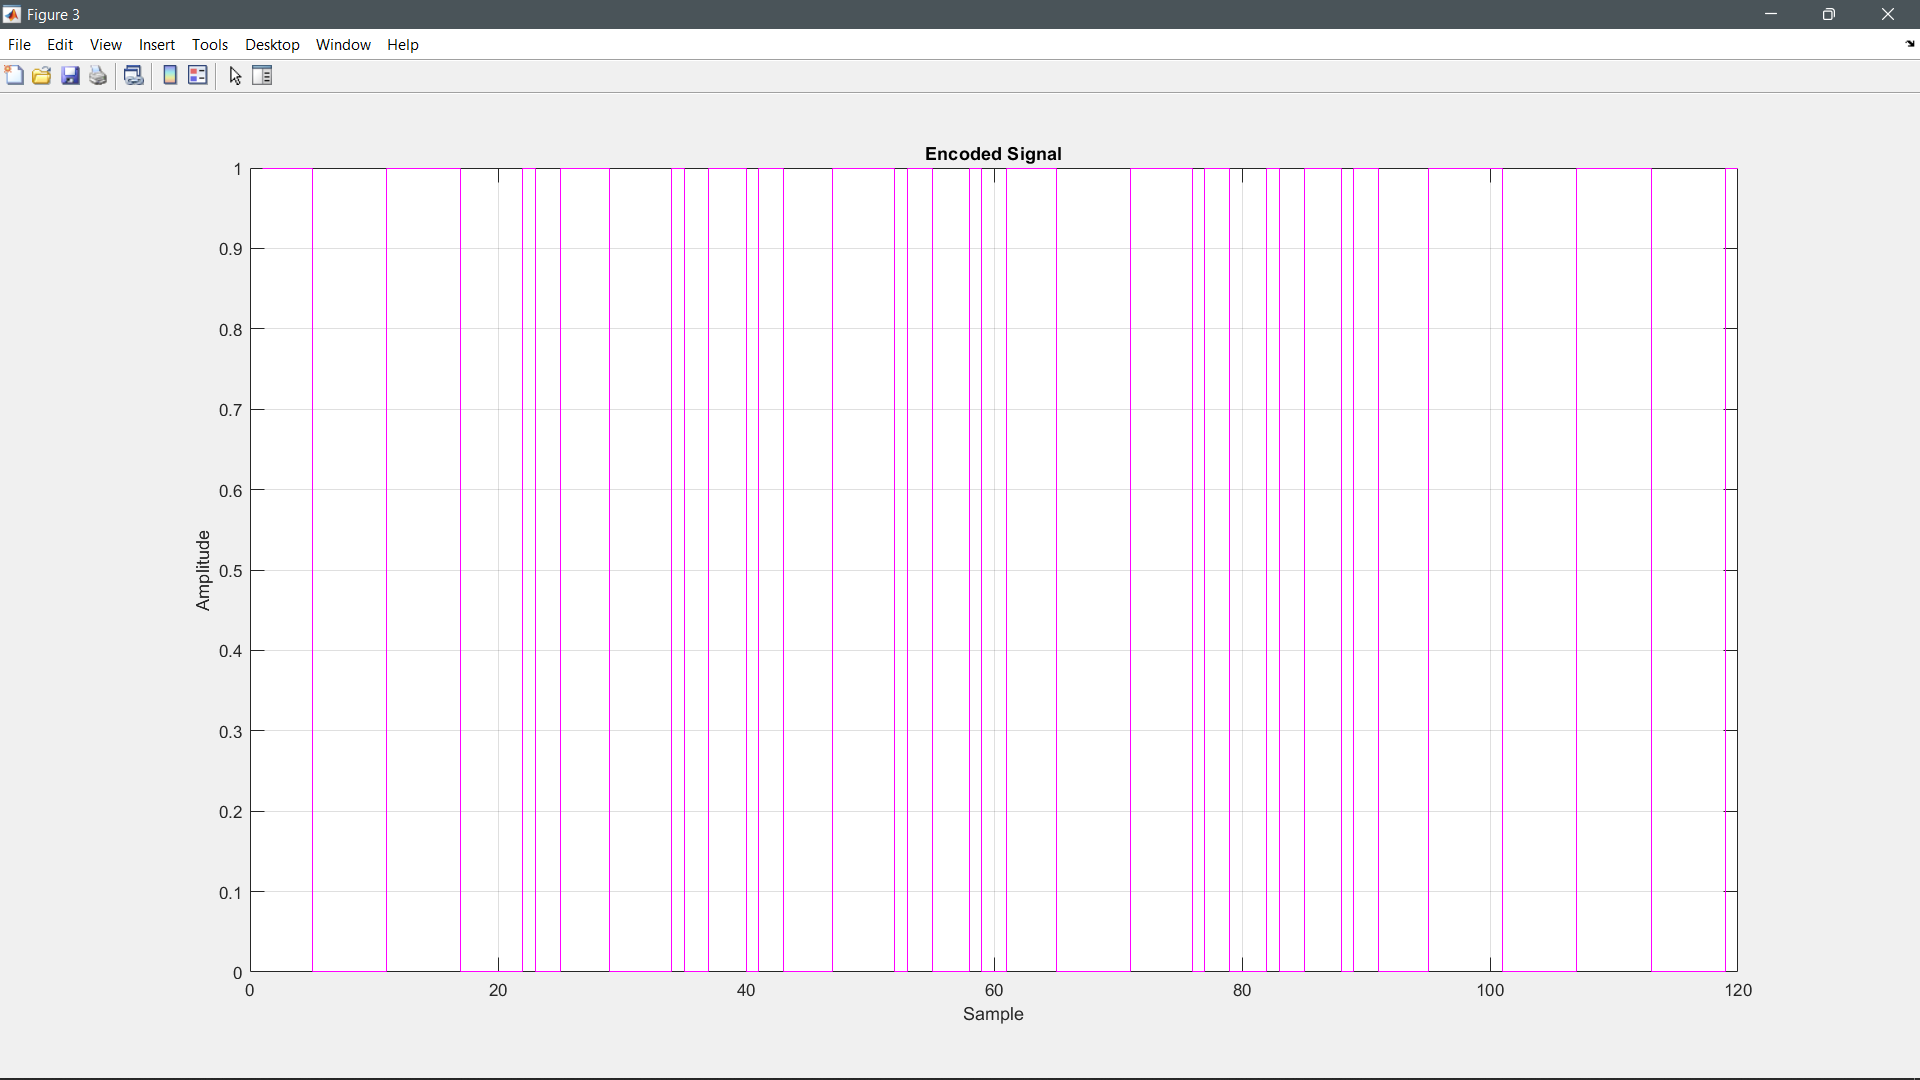 Figure 3
File Edit View Insert Tools Desktop Window Help
Encoded Signal
1
0.9
0.8
0.7
0.6
0.5
0.4
0.3
0.2
0.1
0
Amplitude
0 20 40 60 80 100 120
Sample